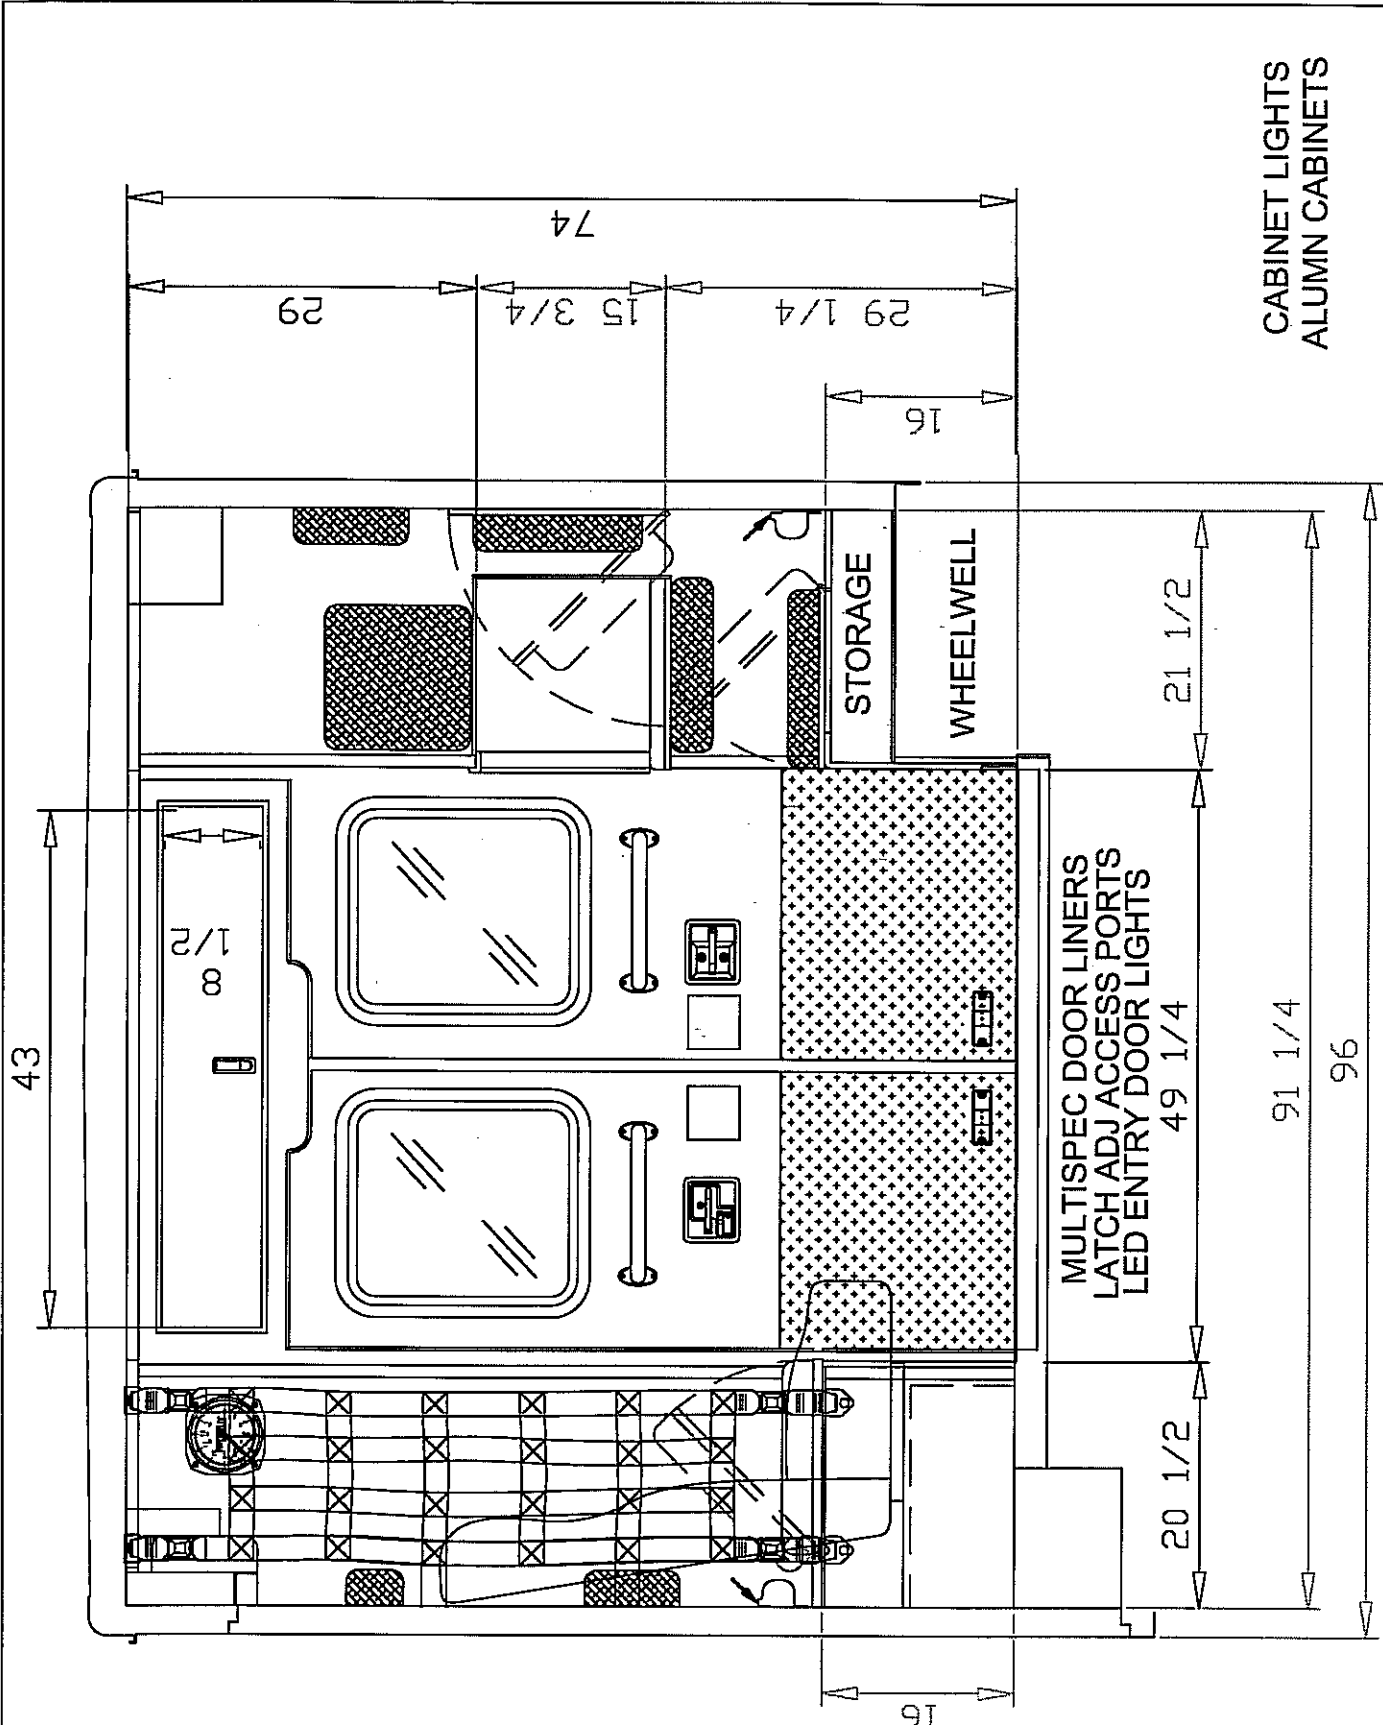 43
8
1/2
74
29
15 3/4
29 1/4
16
STORAGE
WHEELWELL
CABINET LIGHTS
ALUMN CABINETS
MULTISPEC DOOR LINERS
LATCH ADJ ACCESS PORTS
LED ENTRY DOOR LIGHTS
20 1/2
49 1/4
21 1/2
91 1/4
96
16